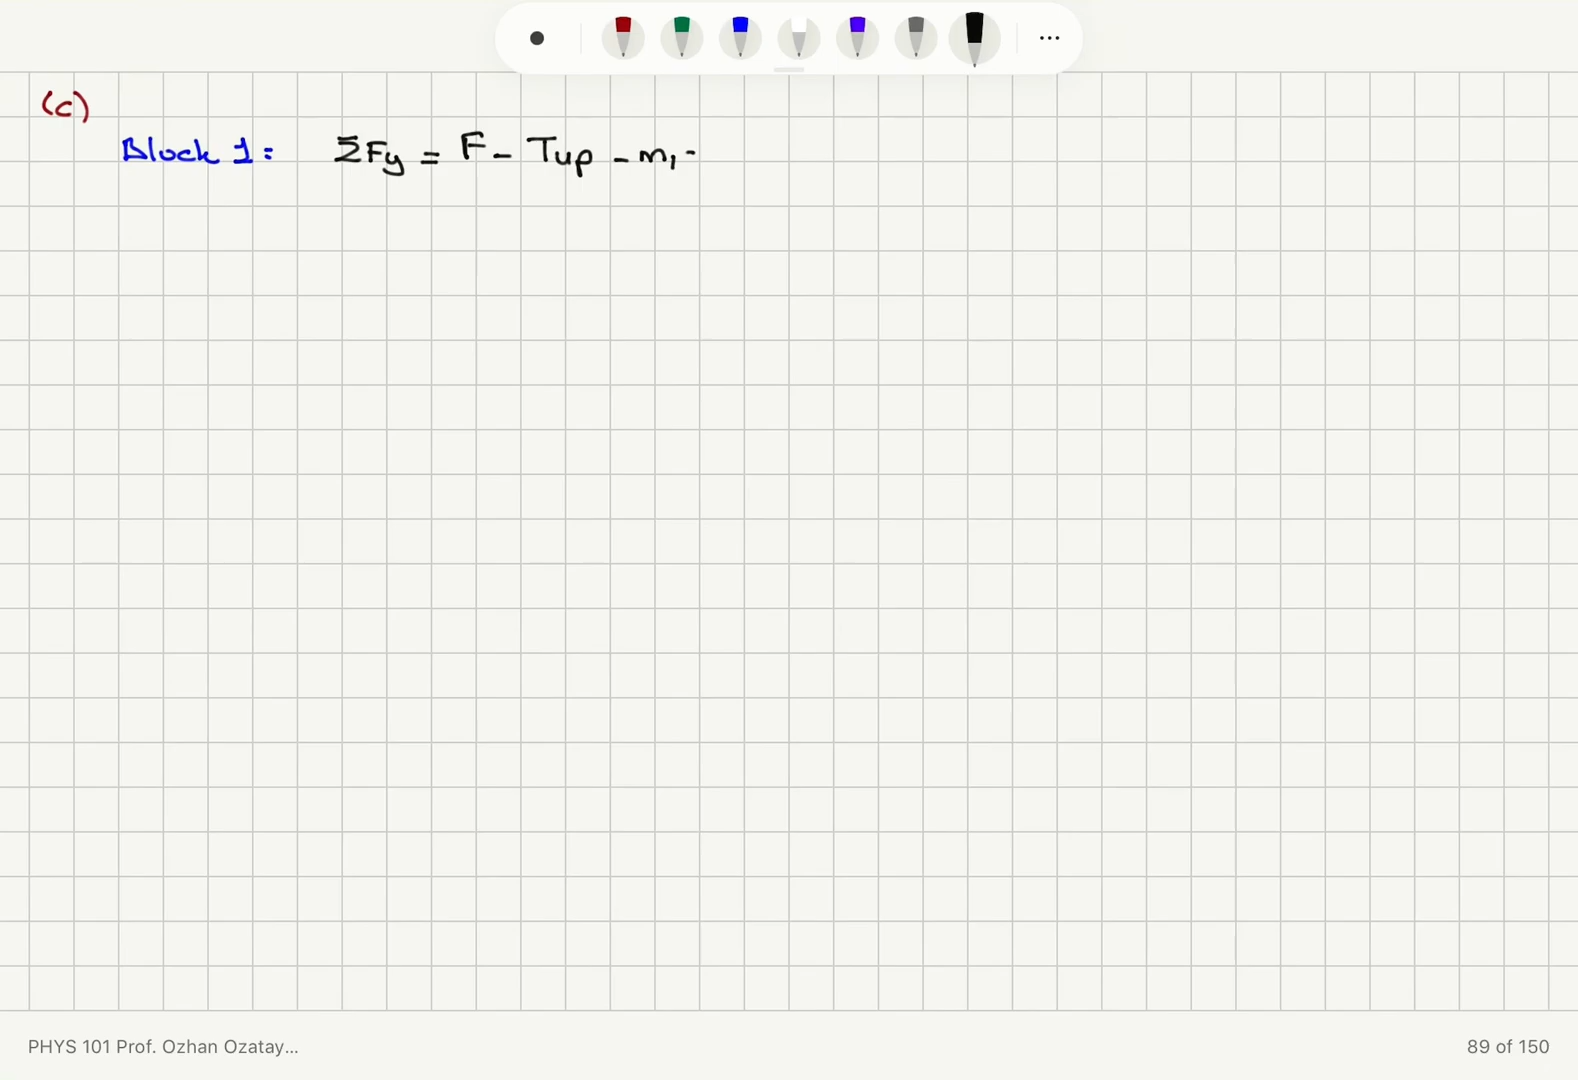 (c)
Block 1: ΣFy = F - Tup - m₁ -
PHYS 101 Prof. Ozhan Ozatay...
89 of 150